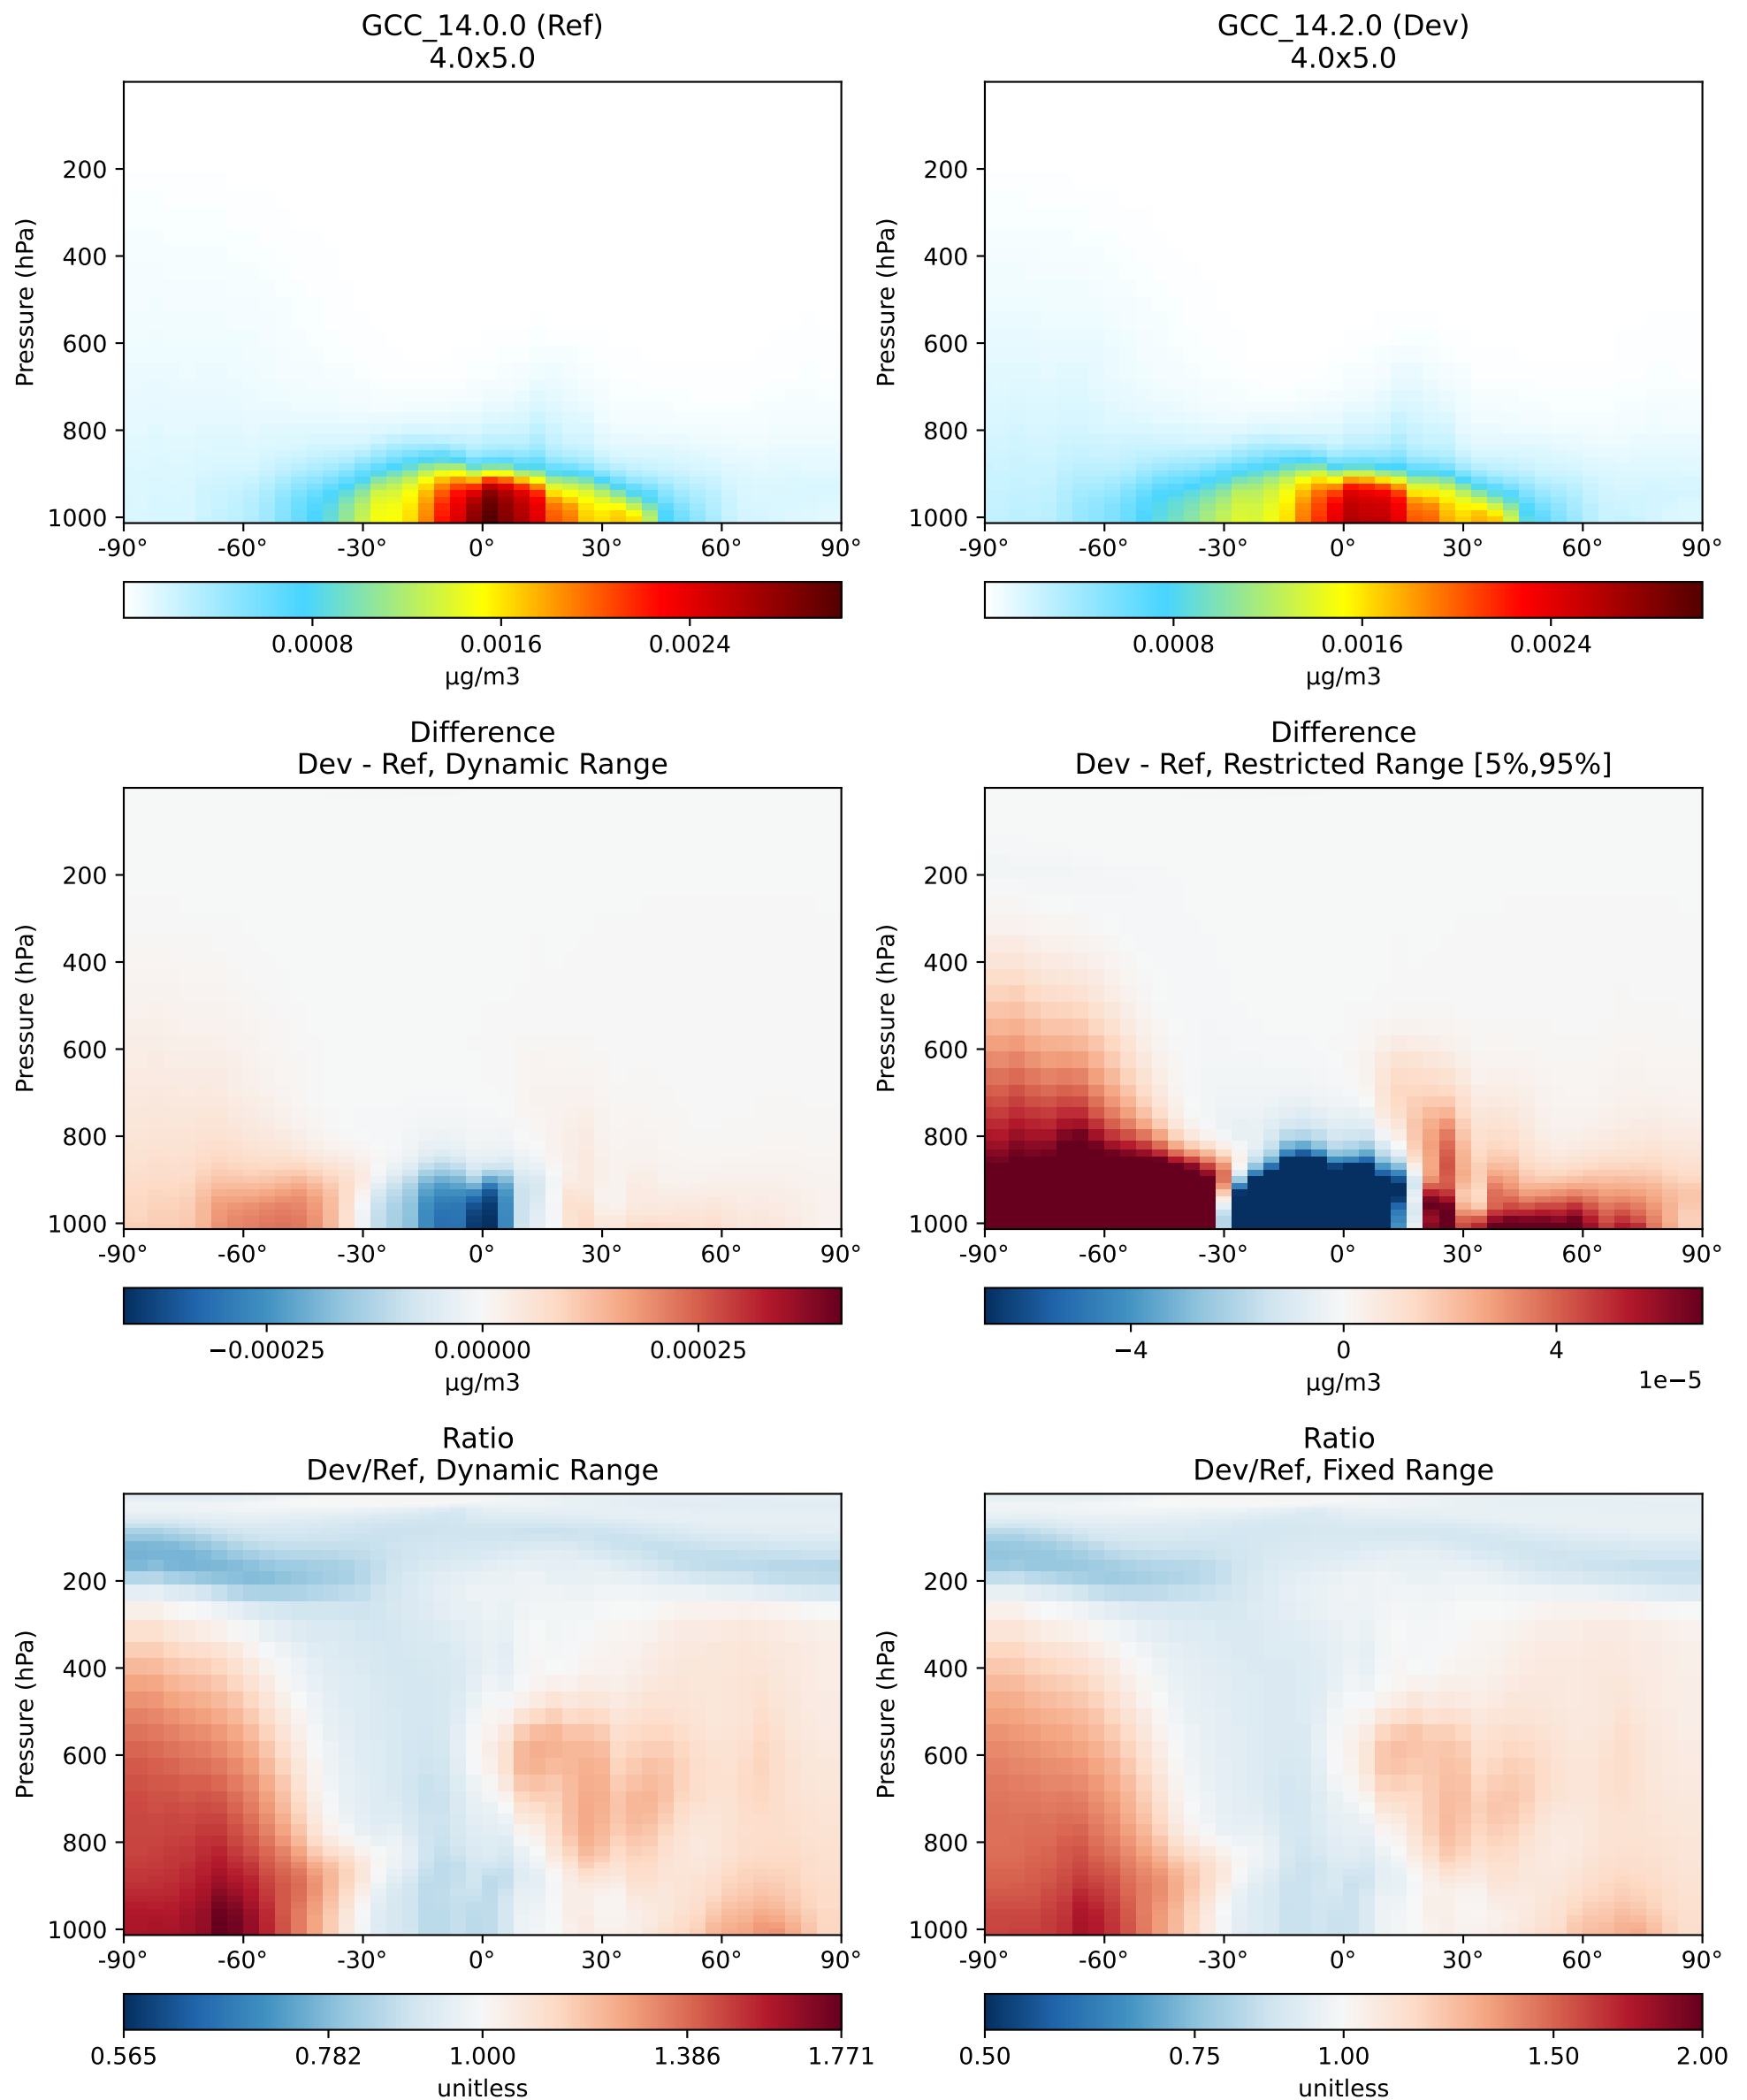 GCC_14.0.0 (Ref)
4.0x5.0
Pressure (hPa)
200
400
600
800
1000
-90° -60° -30° 0° 30° 60° 90°
0.0008 0.0016 0.0024
µg/m3
GCC_14.2.0 (Dev)
4.0x5.0
Pressure (hPa)
200
400
600
800
1000
-90° -60° -30° 0° 30° 60° 90°
0.0008 0.0016 0.0024
µg/m3
Difference
Dev - Ref, Dynamic Range
Pressure (hPa)
200
400
600
800
1000
-90° -60° -30° 0° 30° 60° 90°
−0.00025 0.00000 0.00025
µg/m3
Difference
Dev - Ref, Restricted Range [5%,95%]
Pressure (hPa)
200
400
600
800
1000
-90° -60° -30° 0° 30° 60° 90°
−4 0 4
µg/m3 1e−5
Ratio
Dev/Ref, Dynamic Range
Pressure (hPa)
200
400
600
800
1000
-90° -60° -30° 0° 30° 60° 90°
0.565 0.782 1.000 1.386 1.771
unitless
Ratio
Dev/Ref, Fixed Range
Pressure (hPa)
200
400
600
800
1000
-90° -60° -30° 0° 30° 60° 90°
0.50 0.75 1.00 1.50 2.00
unitless